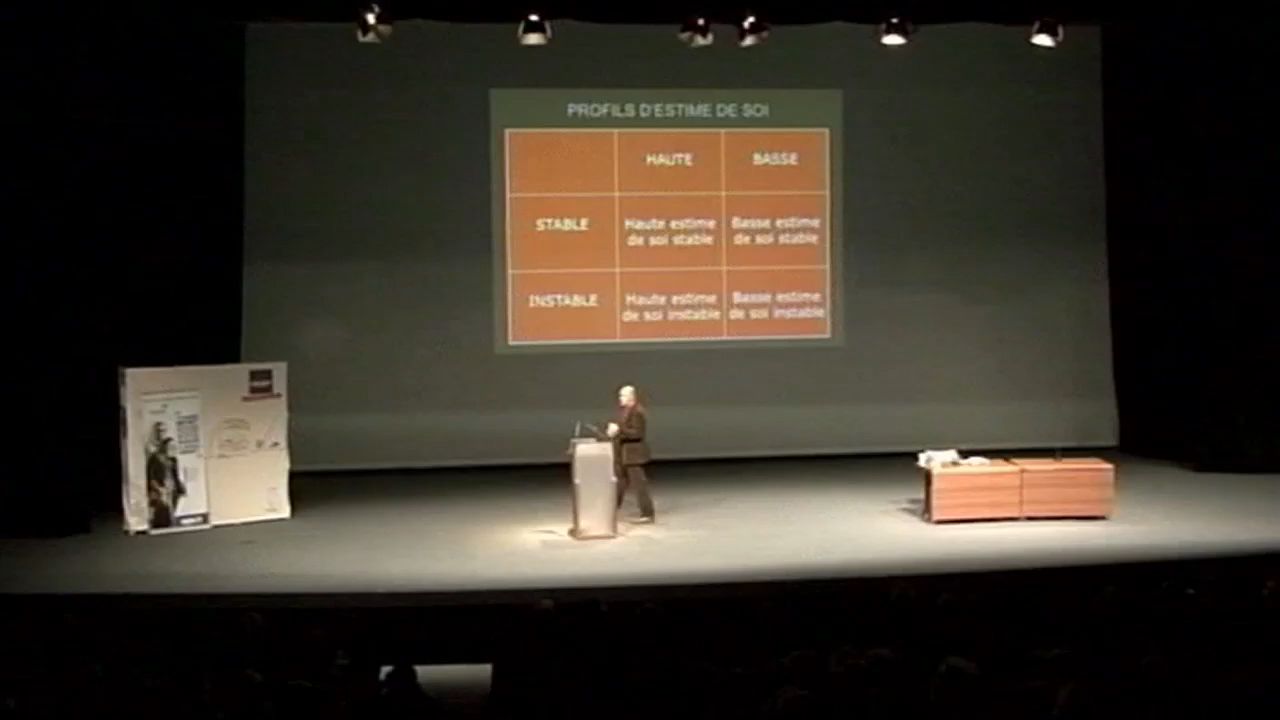 PROFILS D'ESTIME DE SOI
HAUTE
BASSE
STABLE
Haute estime
de soi stable
Basse estime
de soi stable
INSTABLE
Haute estime
de soi instable
Basse estime
de soi instable